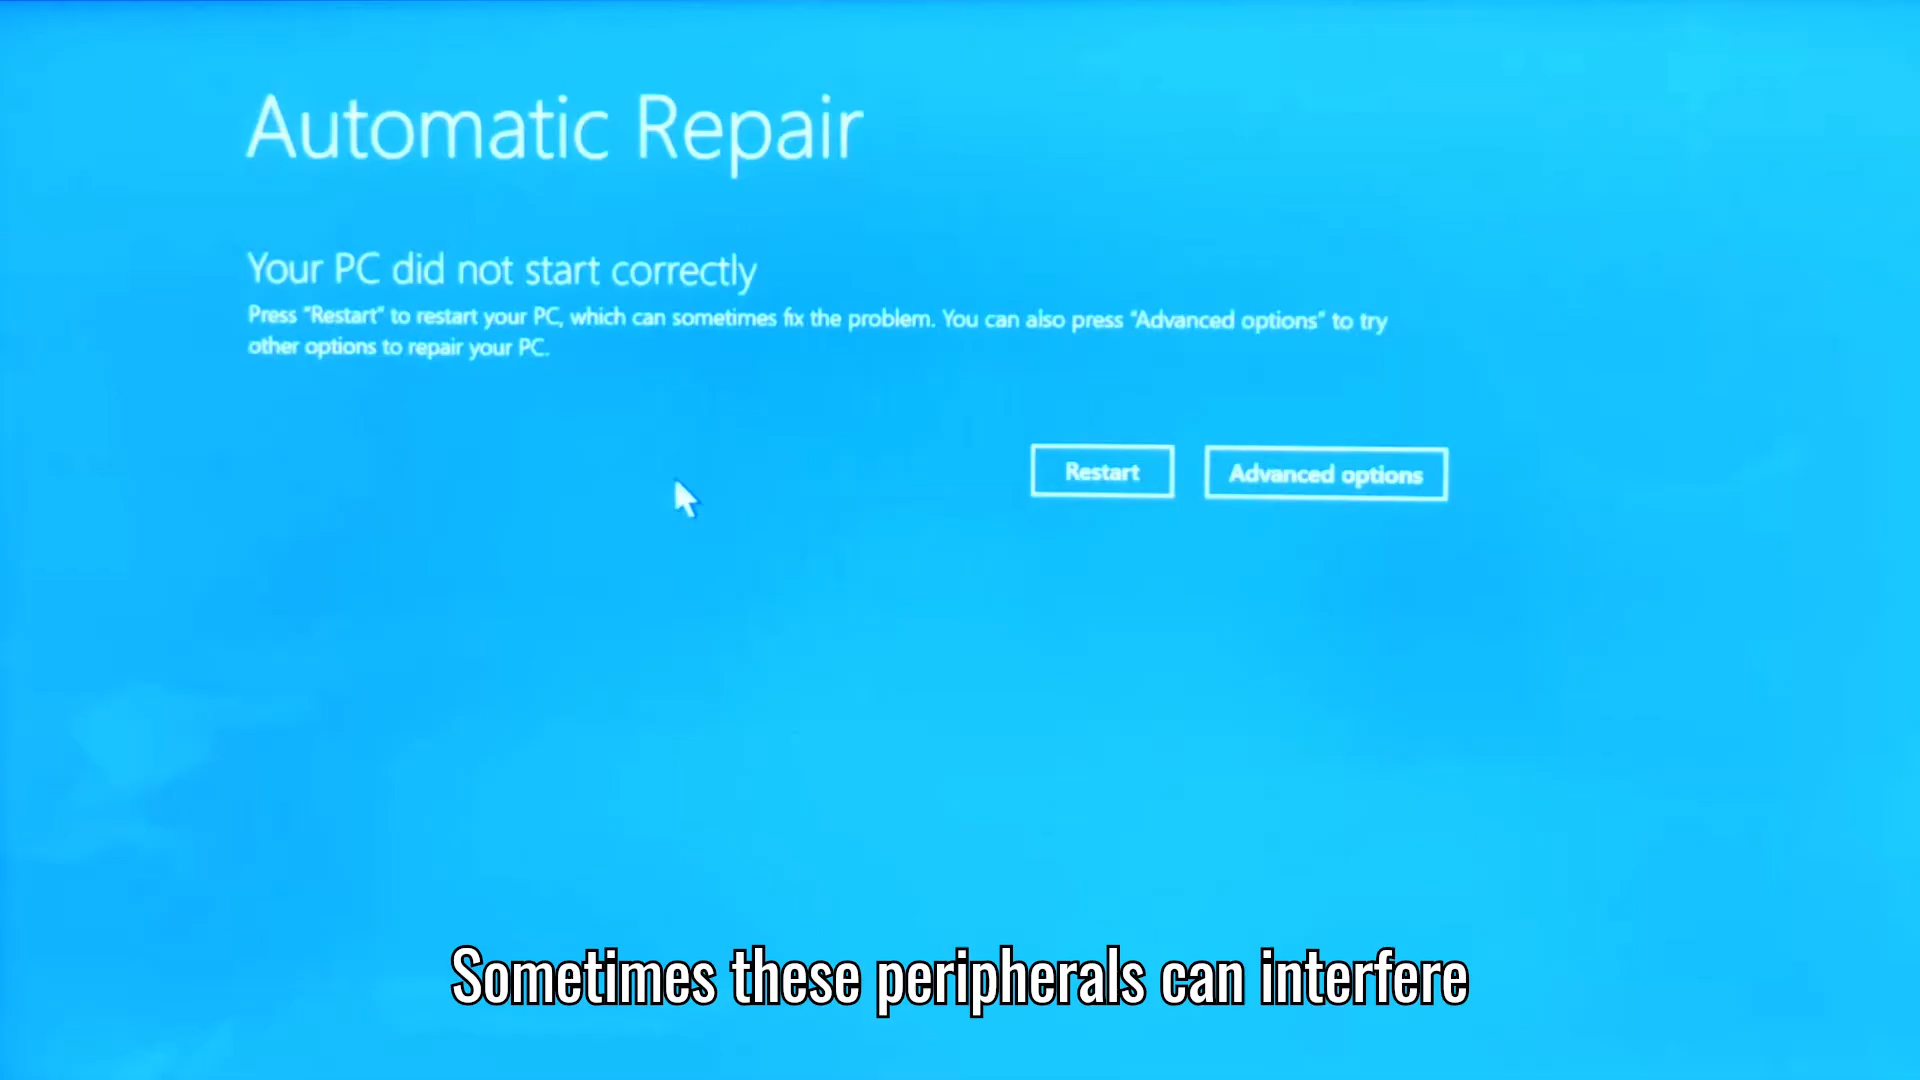 Automatic Repair
Your PC did not start correctly
Press "Restart" to restart your PC, which can sometimes fix the problem. You can also press "Advanced options" to try
other options to repair your PC.
Restart
Advanced options
Sometimes these peripherals can interfere